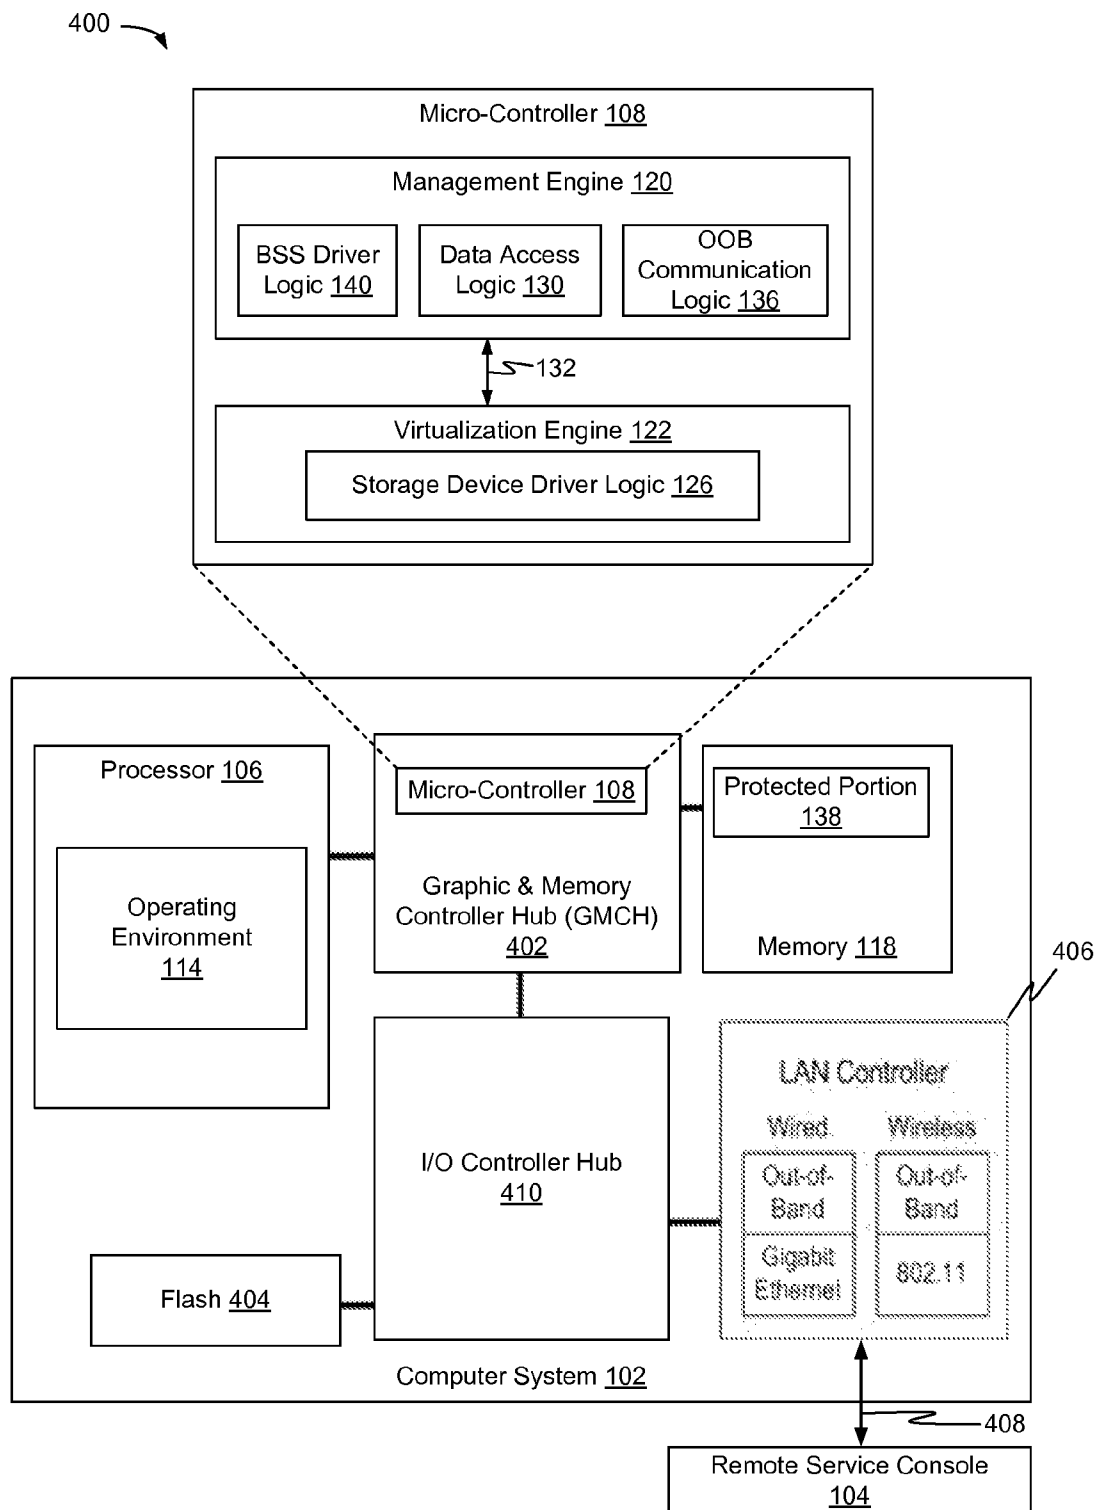 400
Micro-Controller 108
Management Engine 120
BSS Driver
Logic 140
Data Access
Logic 130
OOB
Communication
Logic 136
132
Virtualization Engine 122
Storage Device Driver Logic 126
Processor 106
Operating
Environment
114
Micro-Controller 108
Graphic & Memory
Controller Hub (GMCH)
402
Protected Portion
138
Memory 118
406
I/O Controller Hub
410
LAN Controller
Wired
Wireless
Out-of-
Band
Out-of-
Band
Gigabit
Ethernet
802.11
Flash 404
Computer System 102
408
Remote Service Console
104